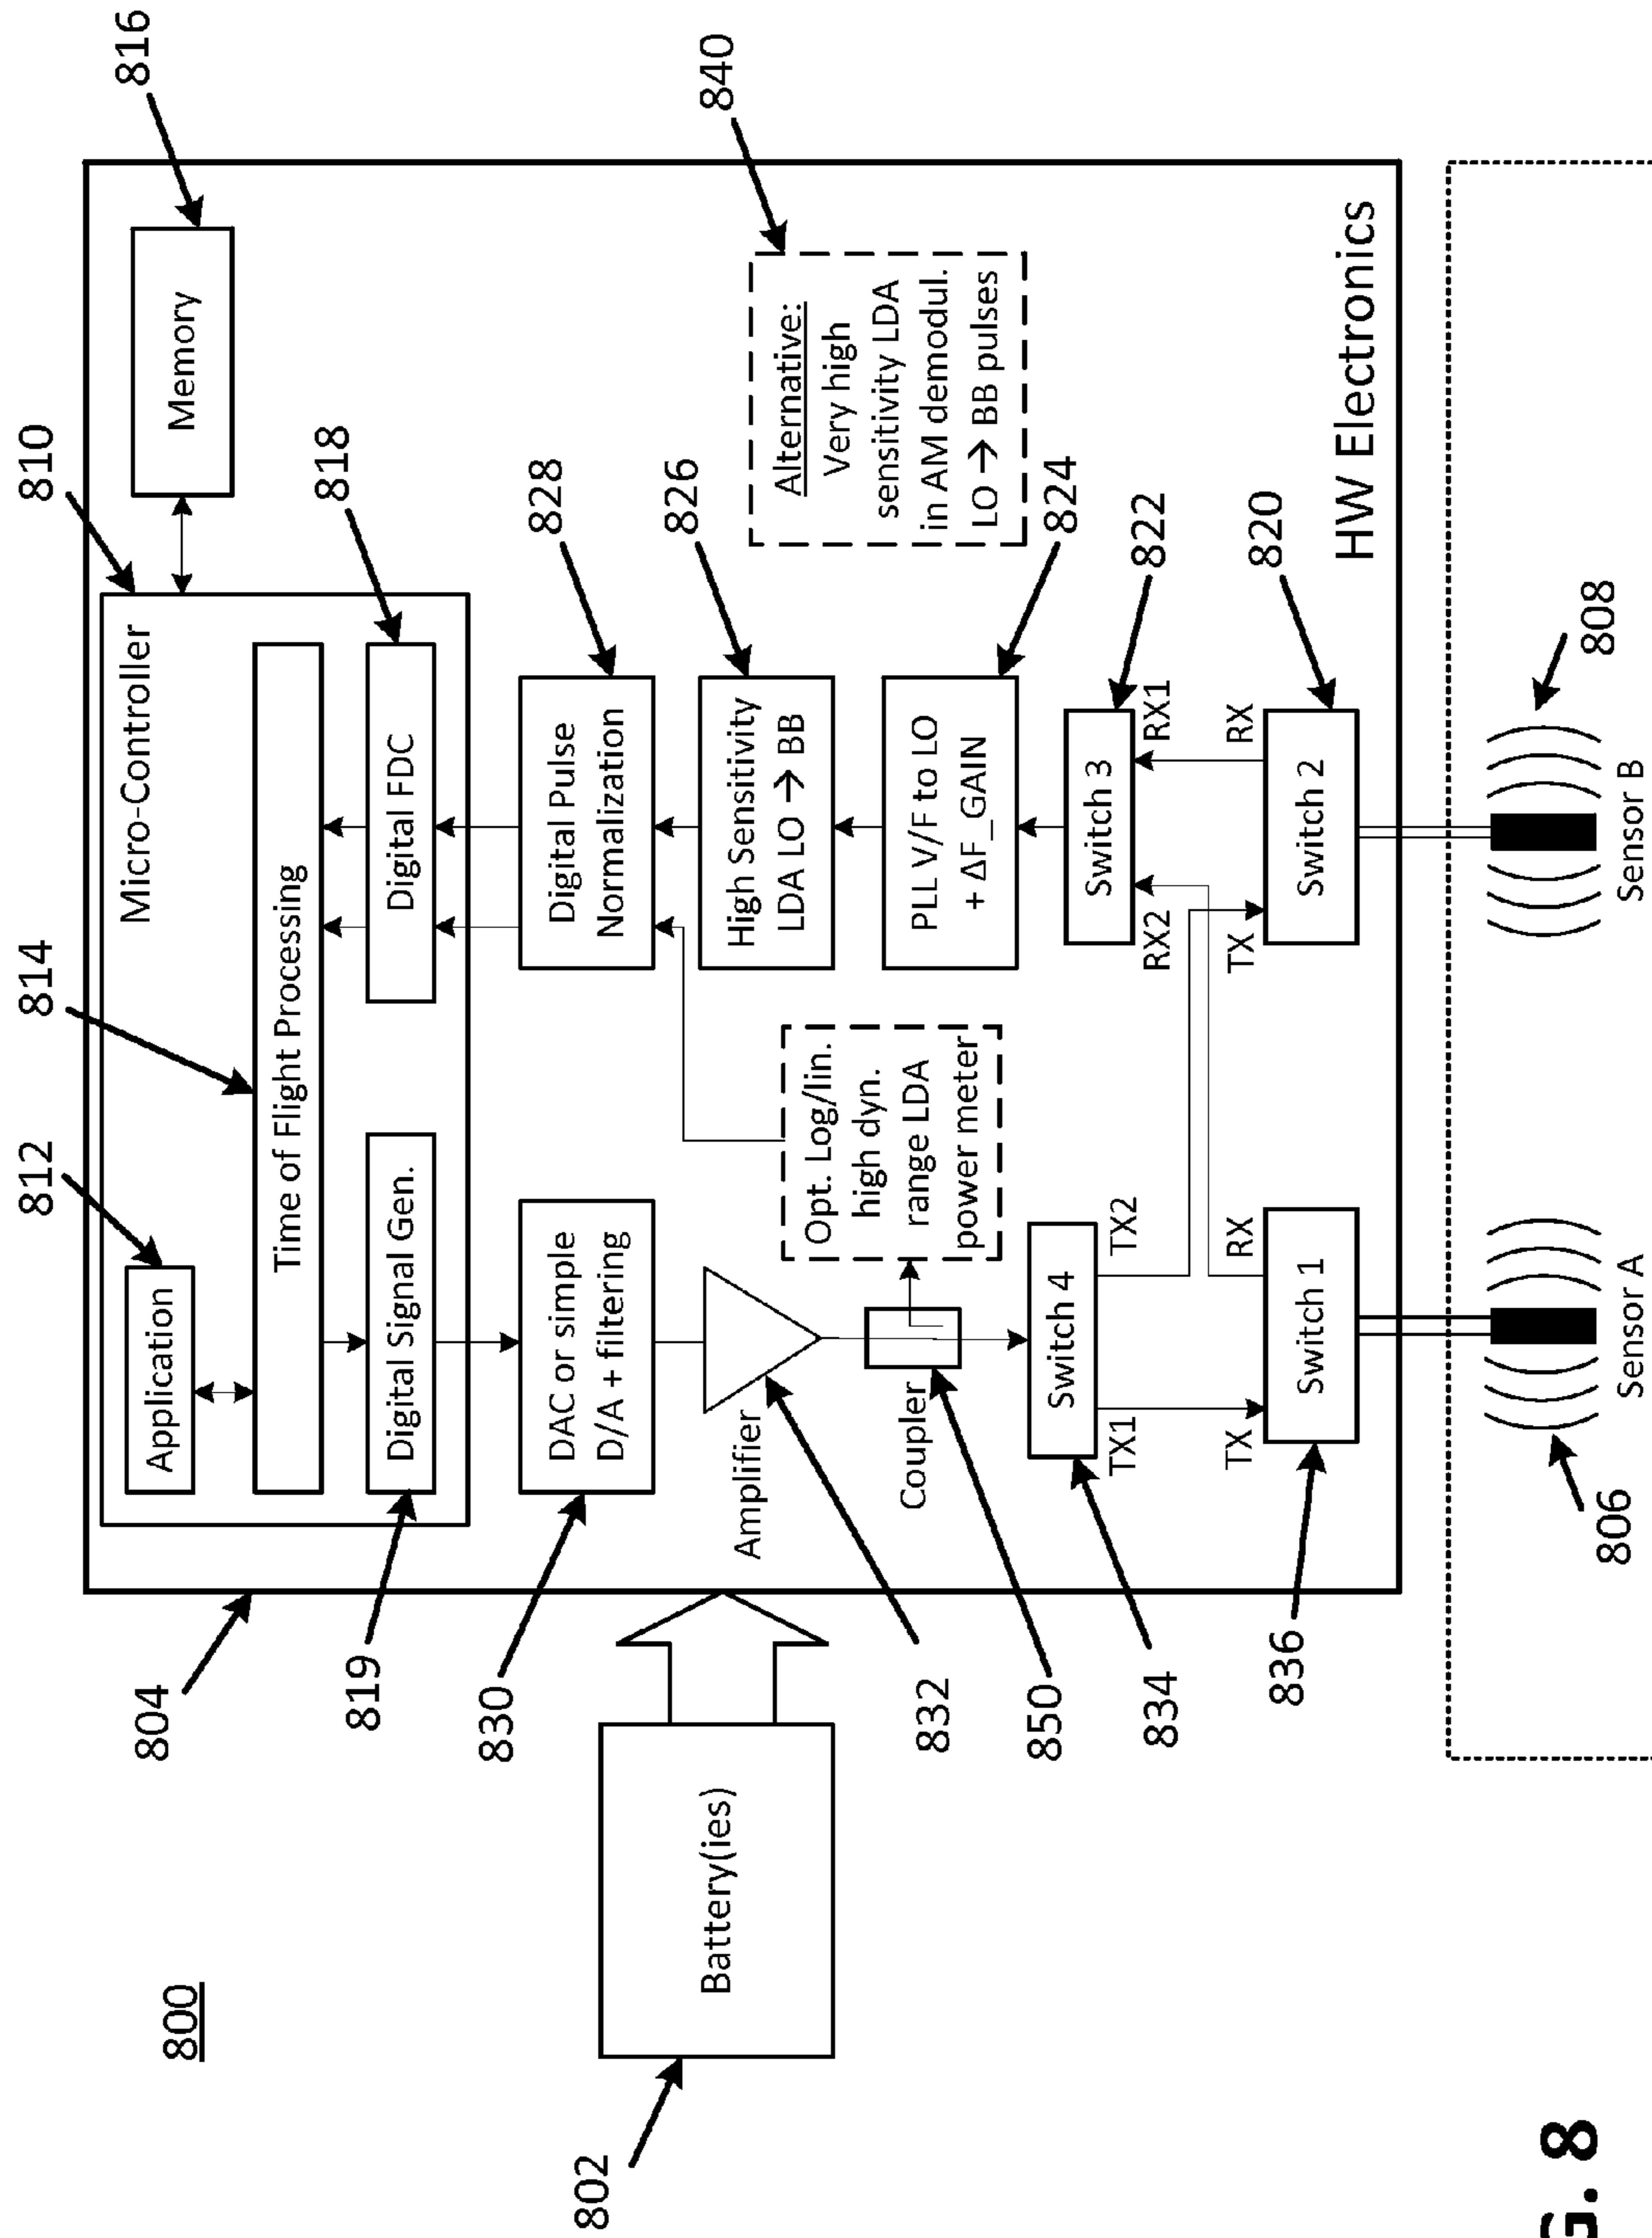 800
802
Battery(ies)
804
810
816
Micro-Controller
Memory
812
Application
814
Time of Flight Processing
819
Digital Signal Gen.
818
Digital FDC
830
DAC or simple
D/A + filtering
828
Digital Pulse
Normalization
Amplifier
832
826
High Sensitivity
LDA LO → BB
840
Alternative:
Very high
sensitivity LDA
in AM demodul.
LO → BB pulses
Opt. Log/lin.
high dyn.
range LDA
power meter
Coupler
850
824
PLL V/F to LO
+ ΔF_GAIN
834
Switch 4
822
Switch 3
TX1
TX2
RX2
RX1
TX
RX
TX
RX
836
Switch 1
820
Switch 2
HW Electronics
806
Sensor A
808
Sensor B
G. 8